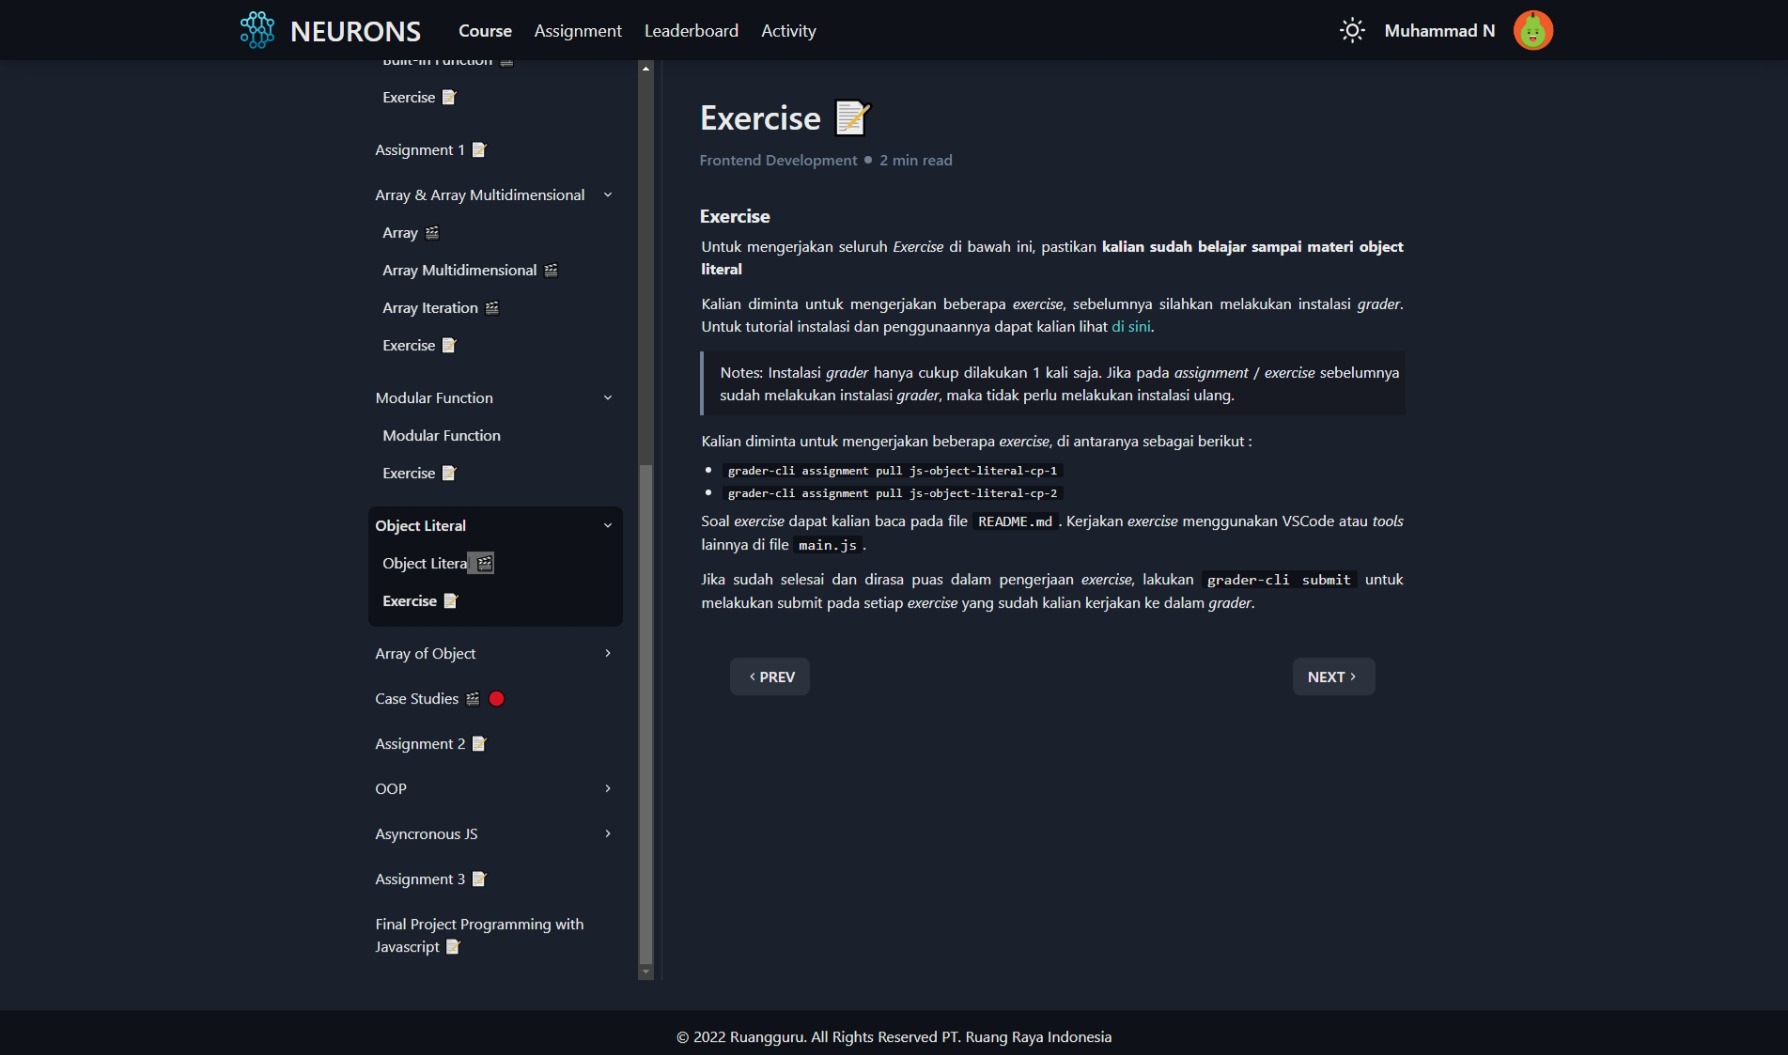 NEURONS
Course Assignment Leaderboard Activity
Muhammad N
Built-in Function
Exercise
Assignment 1
Array & Array Multidimensional
Array
Array Multidimensional
Array Iteration
Exercise
Modular Function
Modular Function
Exercise
Object Literal
Object Litera
Exercise
Array of Object
Case Studies
Assignment 2
OOP
Asyncronous JS
Assignment 3
Final Project Programming with
Javascript
Exercise
Frontend Development • 2 min read
Exercise
Untuk mengerjakan seluruh Exercise di bawah ini, pastikan kalian sudah belajar sampai materi object
literal
Kalian diminta untuk mengerjakan beberapa exercise, sebelumnya silahkan melakukan instalasi grader.
Untuk tutorial instalasi dan penggunaannya dapat kalian lihat di sini.
Notes: Instalasi grader hanya cukup dilakukan 1 kali saja. Jika pada assignment / exercise sebelumnya
sudah melakukan instalasi grader, maka tidak perlu melakukan instalasi ulang.
Kalian diminta untuk mengerjakan beberapa exercise, di antaranya sebagai berikut :
• grader-cli assignment pull js-object-literal-cp-1
• grader-cli assignment pull js-object-literal-cp-2
Soal exercise dapat kalian baca pada file README.md . Kerjakan exercise menggunakan VSCode atau tools
lainnya di file main.js .
Jika sudah selesai dan dirasa puas dalam pengerjaan exercise, lakukan grader-cli submit untuk
melakukan submit pada setiap exercise yang sudah kalian kerjakan ke dalam grader.
‹ PREV
NEXT ›
© 2022 Ruangguru. All Rights Reserved PT. Ruang Raya Indonesia